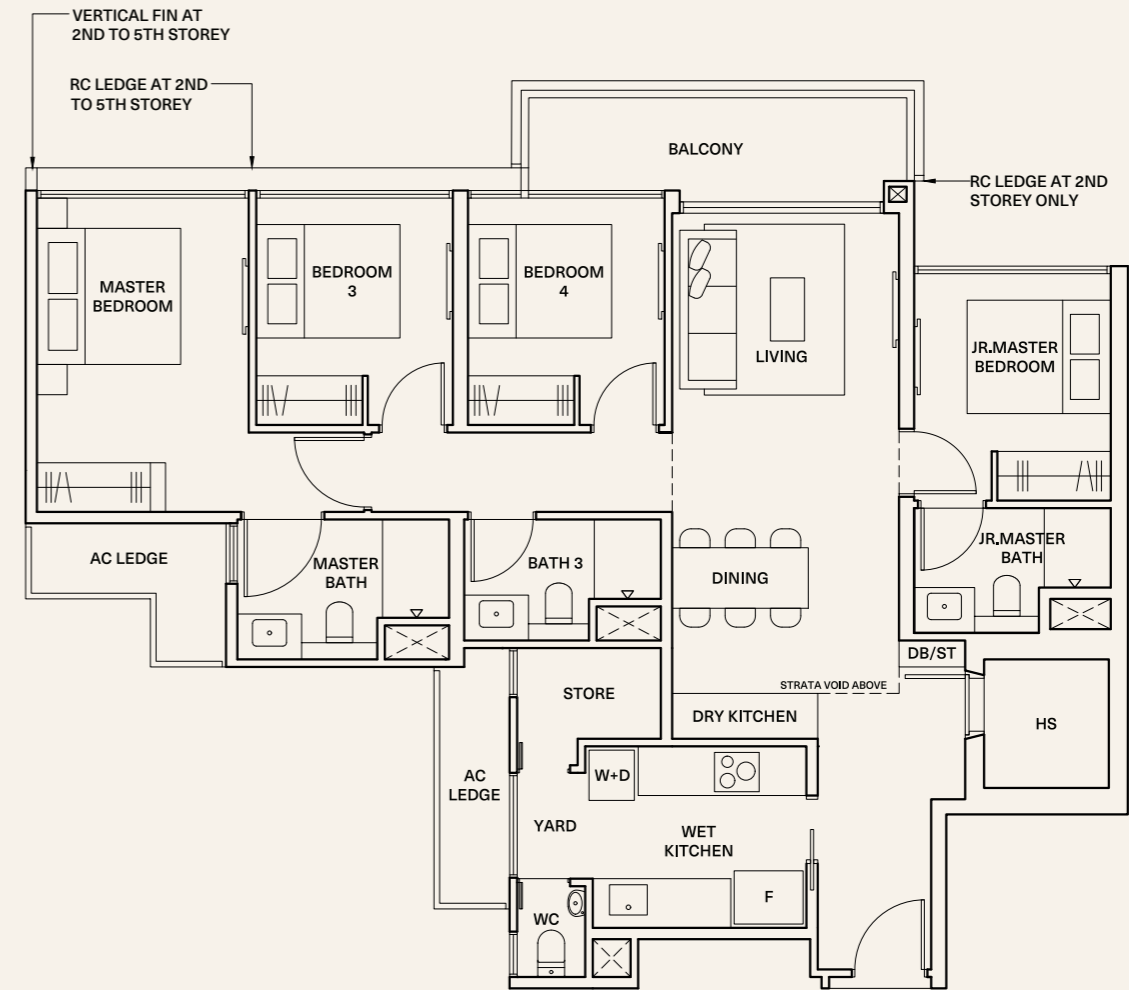 VERTICAL FIN AT
2ND TO 5TH STOREY
RC LEDGE AT 2ND
TO 5TH STOREY
BALCONY
RC LEDGE AT 2ND
STOREY ONLY
MASTER
BEDROOM
BEDROOM
3
BEDROOM
4
LIVING
JR.MASTER
BEDROOM
AC LEDGE
MASTER
BATH
BATH 3
DINING
JR.MASTER
BATH
DB/ST
STORE
STRATA VOID ABOVE
DRY KITCHEN
HS
AC
LEDGE
W+D
YARD
WET
KITCHEN
WC
F